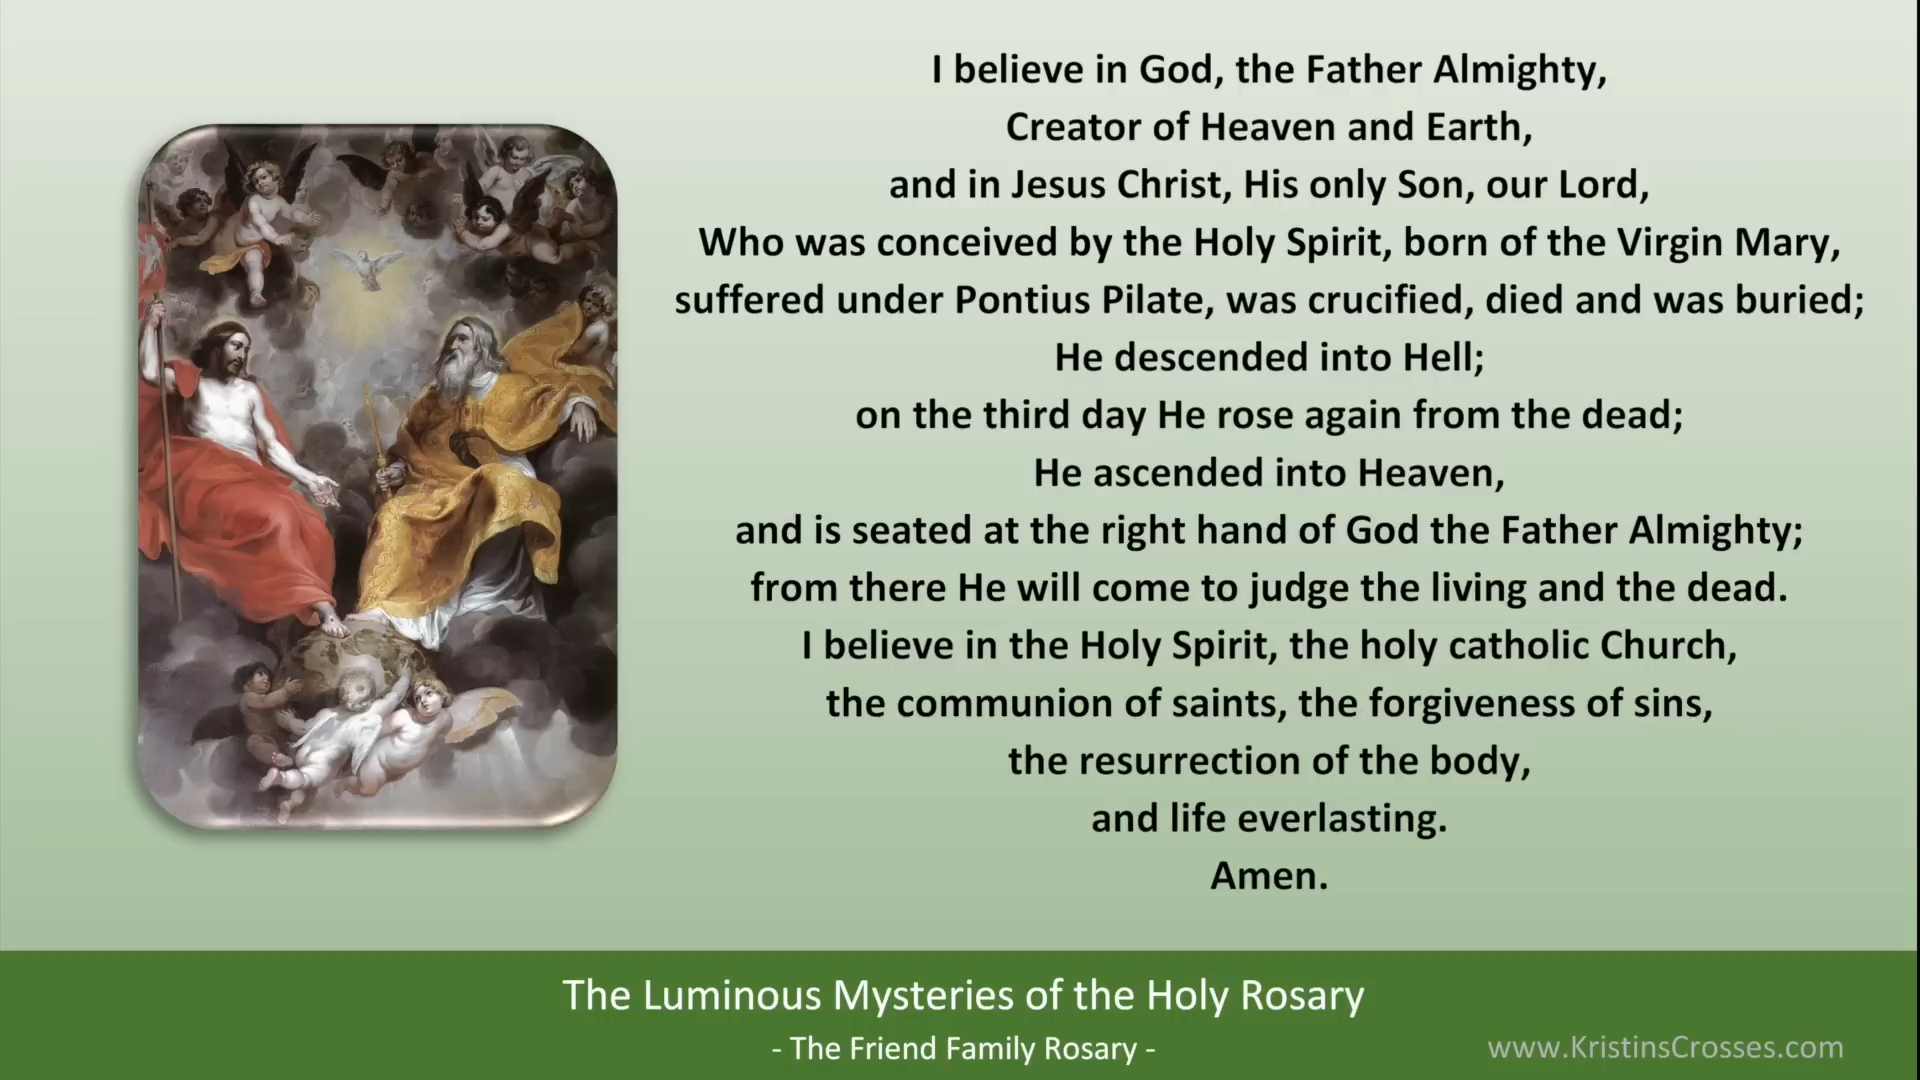 I believe in God, the Father Almighty,
Creator of Heaven and Earth,
and in Jesus Christ, His only Son, our Lord,
Who was conceived by the Holy Spirit, born of the Virgin Mary,
suffered under Pontius Pilate, was crucified, died and was buried;
He descended into Hell;
on the third day He rose again from the dead;
He ascended into Heaven,
and is seated at the right hand of God the Father Almighty;
from there He will come to judge the living and the dead.
I believe in the Holy Spirit, the holy catholic Church,
the communion of saints, the forgiveness of sins,
the resurrection of the body,
and life everlasting.
Amen.
The Luminous Mysteries of the Holy Rosary
- The Friend Family Rosary -
www.KristinsCrosses.com